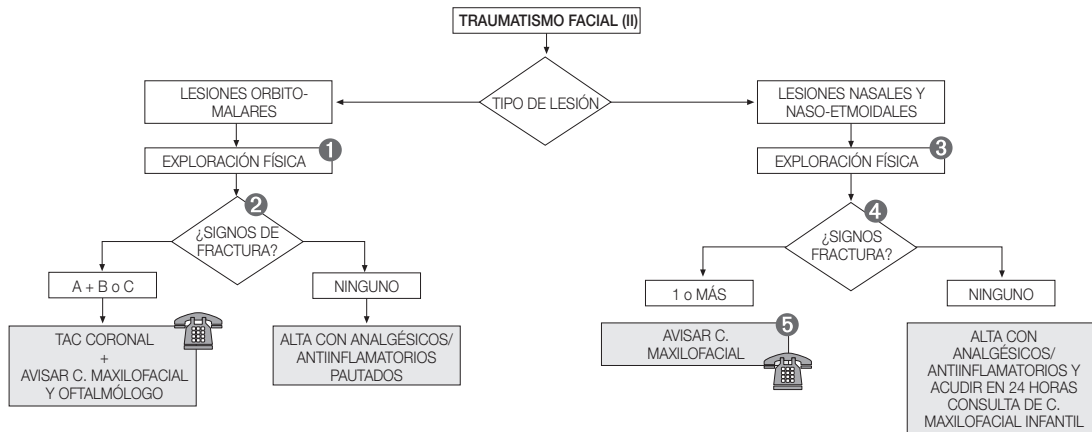 TRAUMATISMO FACIAL (II)
TIPO DE LESIÓN
LESIONES ORBITO-
MALARES
1
EXPLORACIÓN FÍSICA
2
¿SIGNOS DE
FRACTURA?
A + B o C
NINGUNO
TAC CORONAL
+
AVISAR C. MAXILOFACIAL
Y OFTALMÓLOGO
ALTA CON ANALGÉSICOS/
ANTIINFLAMATORIOS
PAUTADOS
LESIONES NASALES Y
NASO-ETMOIDALES
3
EXPLORACIÓN FÍSICA
4
¿SIGNOS
FRACTURA?
1 o MÁS
NINGUNO
5
AVISAR C.
MAXILOFACIAL
ALTA CON
ANALGÉSICOS/
ANTIINFLAMATORIOS Y
ACUDIR EN 24 HORAS
CONSULTA DE C.
MAXILOFACIAL INFANTIL